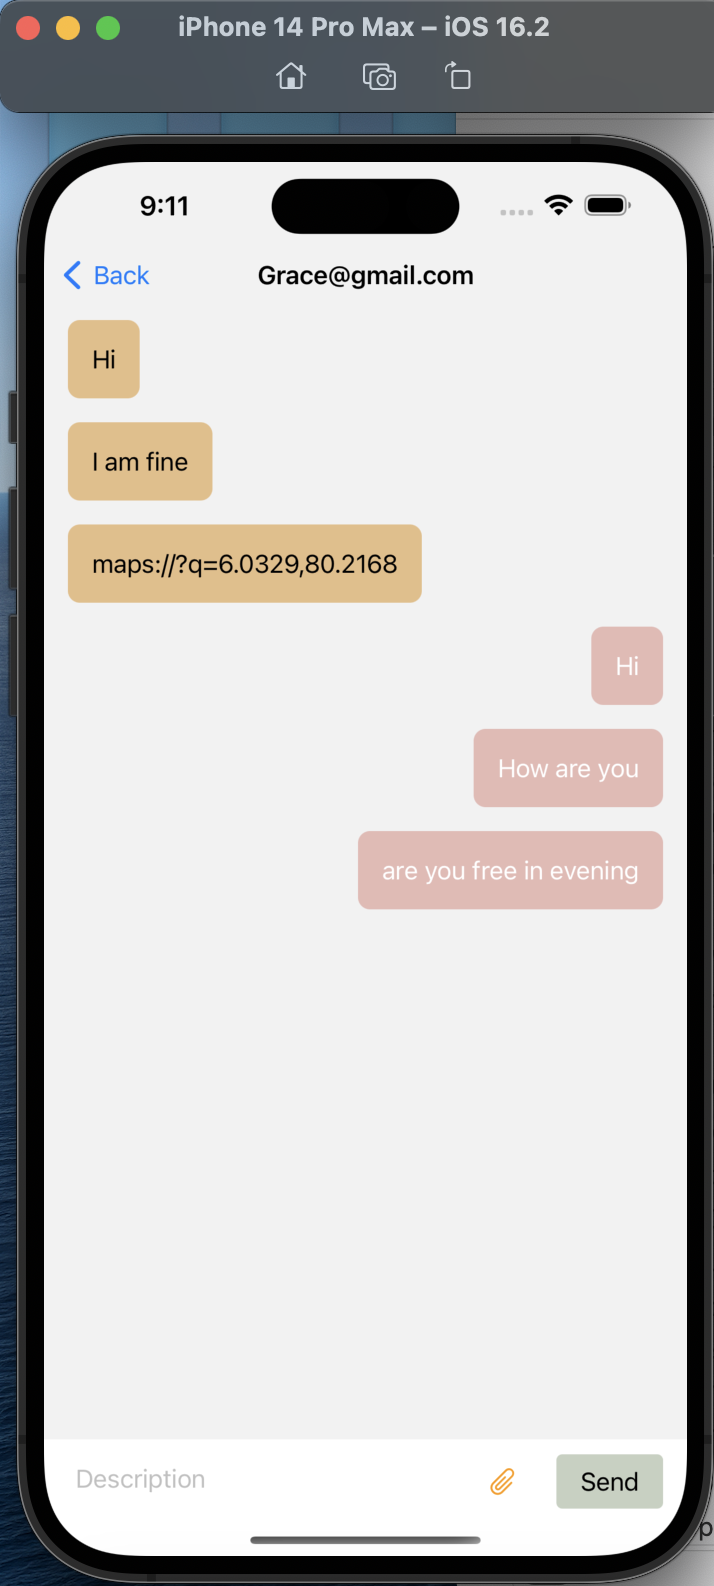 iPhone 14 Pro Max – iOS 16.2
9:11
Back
Grace@gmail.com
Hi
I am fine
maps://?q=6.0329,80.2168
Hi
How are you
are you free in evening
Description
Send
p